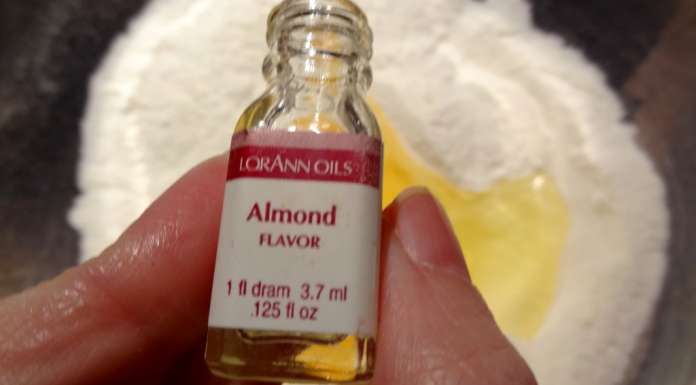 LORANN OILS
Almond
FLAVOR
1 fl dram 3.7 ml
.125 fl oz